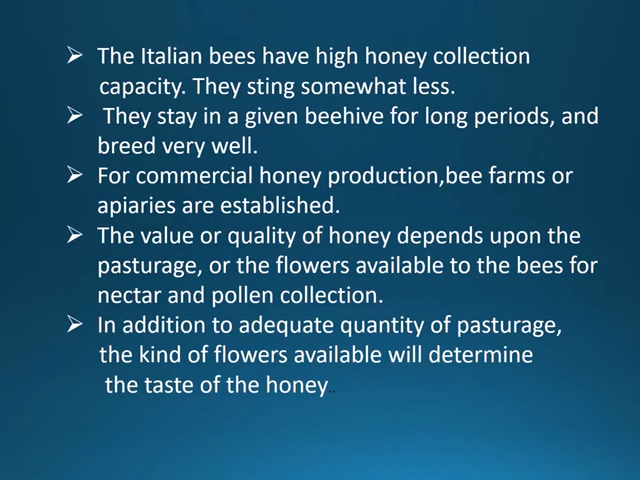 ➢ The Italian bees have high honey collection
capacity. They sting somewhat less.
➢ They stay in a given beehive for long periods, and
breed very well.
➢ For commercial honey production,bee farms or
apiaries are established.
➢ The value or quality of honey depends upon the
pasturage, or the flowers available to the bees for
nectar and pollen collection.
➢ In addition to adequate quantity of pasturage,
the kind of flowers available will determine
the taste of the honey..